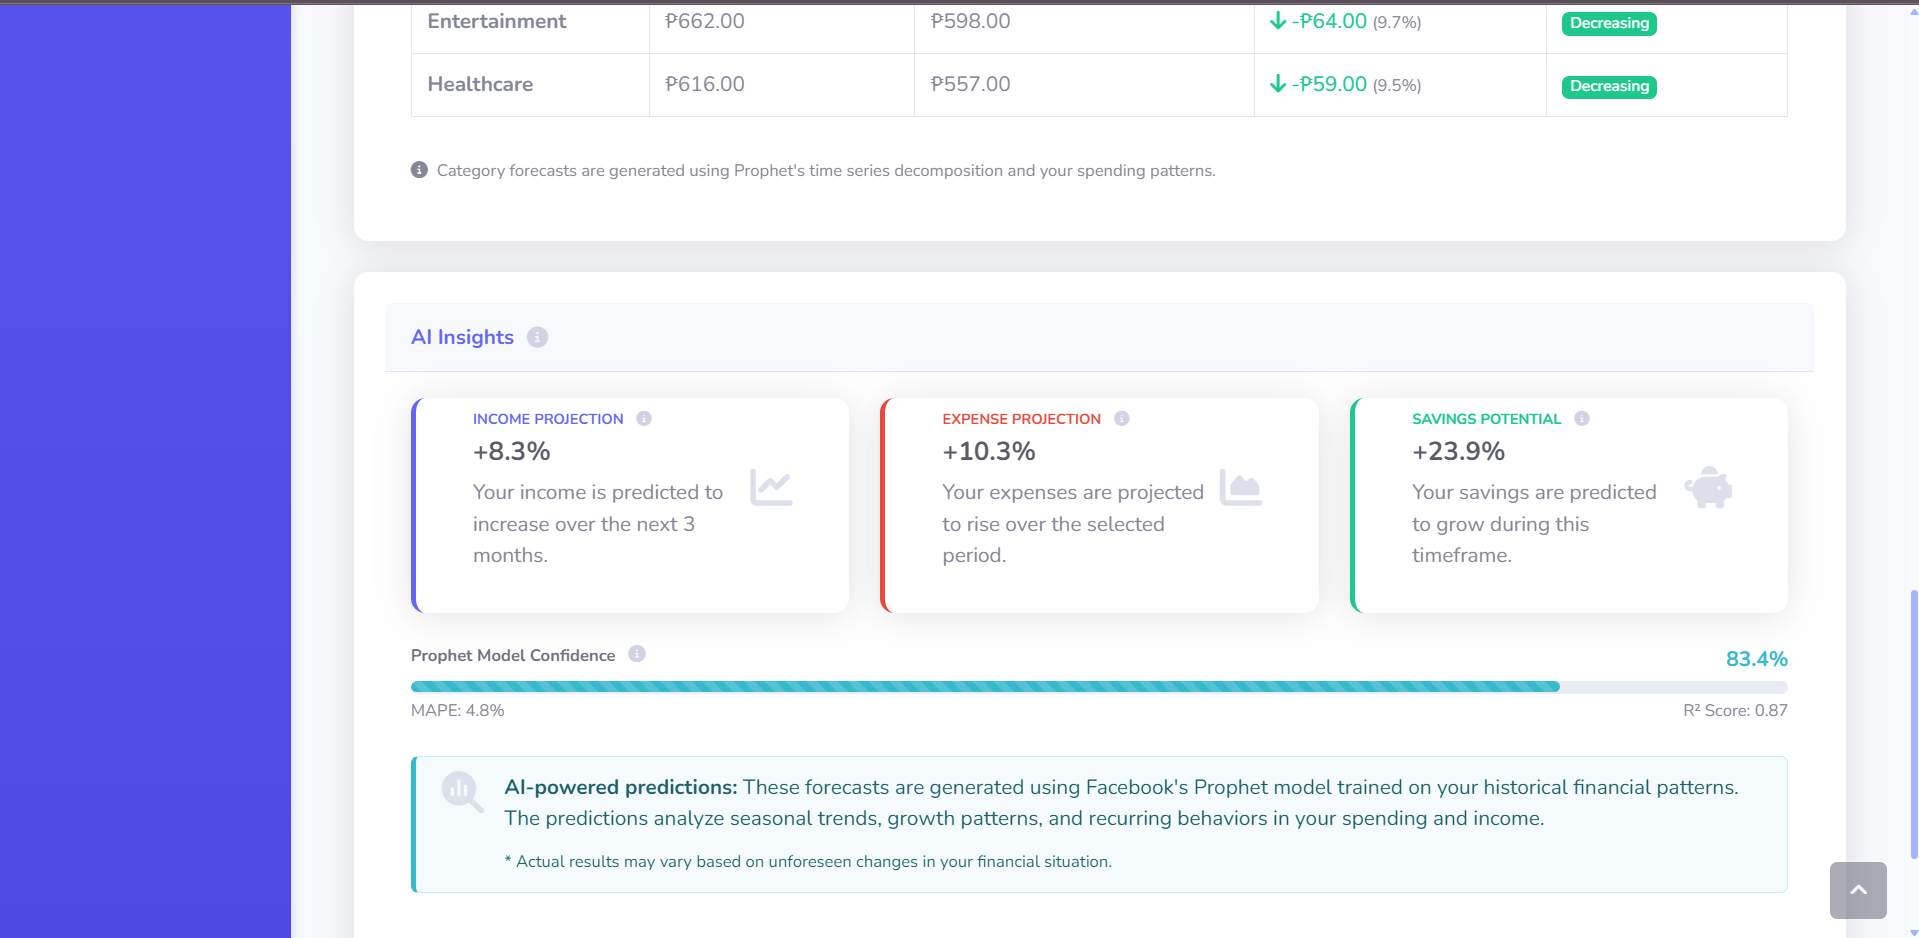 Entertainment ₱662.00 ₱598.00 -₱64.00 (9.7%) Decreasing
Healthcare ₱616.00 ₱557.00 -₱59.00 (9.5%) Decreasing
Category forecasts are generated using Prophet's time series decomposition and your spending patterns.
AI Insights
INCOME PROJECTION
+8.3%
Your income is predicted to
increase over the next 3
months.
EXPENSE PROJECTION
+10.3%
Your expenses are projected
to rise over the selected
period.
SAVINGS POTENTIAL
+23.9%
Your savings are predicted
to grow during this
timeframe.
Prophet Model Confidence
83.4%
MAPE: 4.8%
R² Score: 0.87
AI-powered predictions: These forecasts are generated using Facebook's Prophet model trained on your historical financial patterns.
The predictions analyze seasonal trends, growth patterns, and recurring behaviors in your spending and income.
* Actual results may vary based on unforeseen changes in your financial situation.